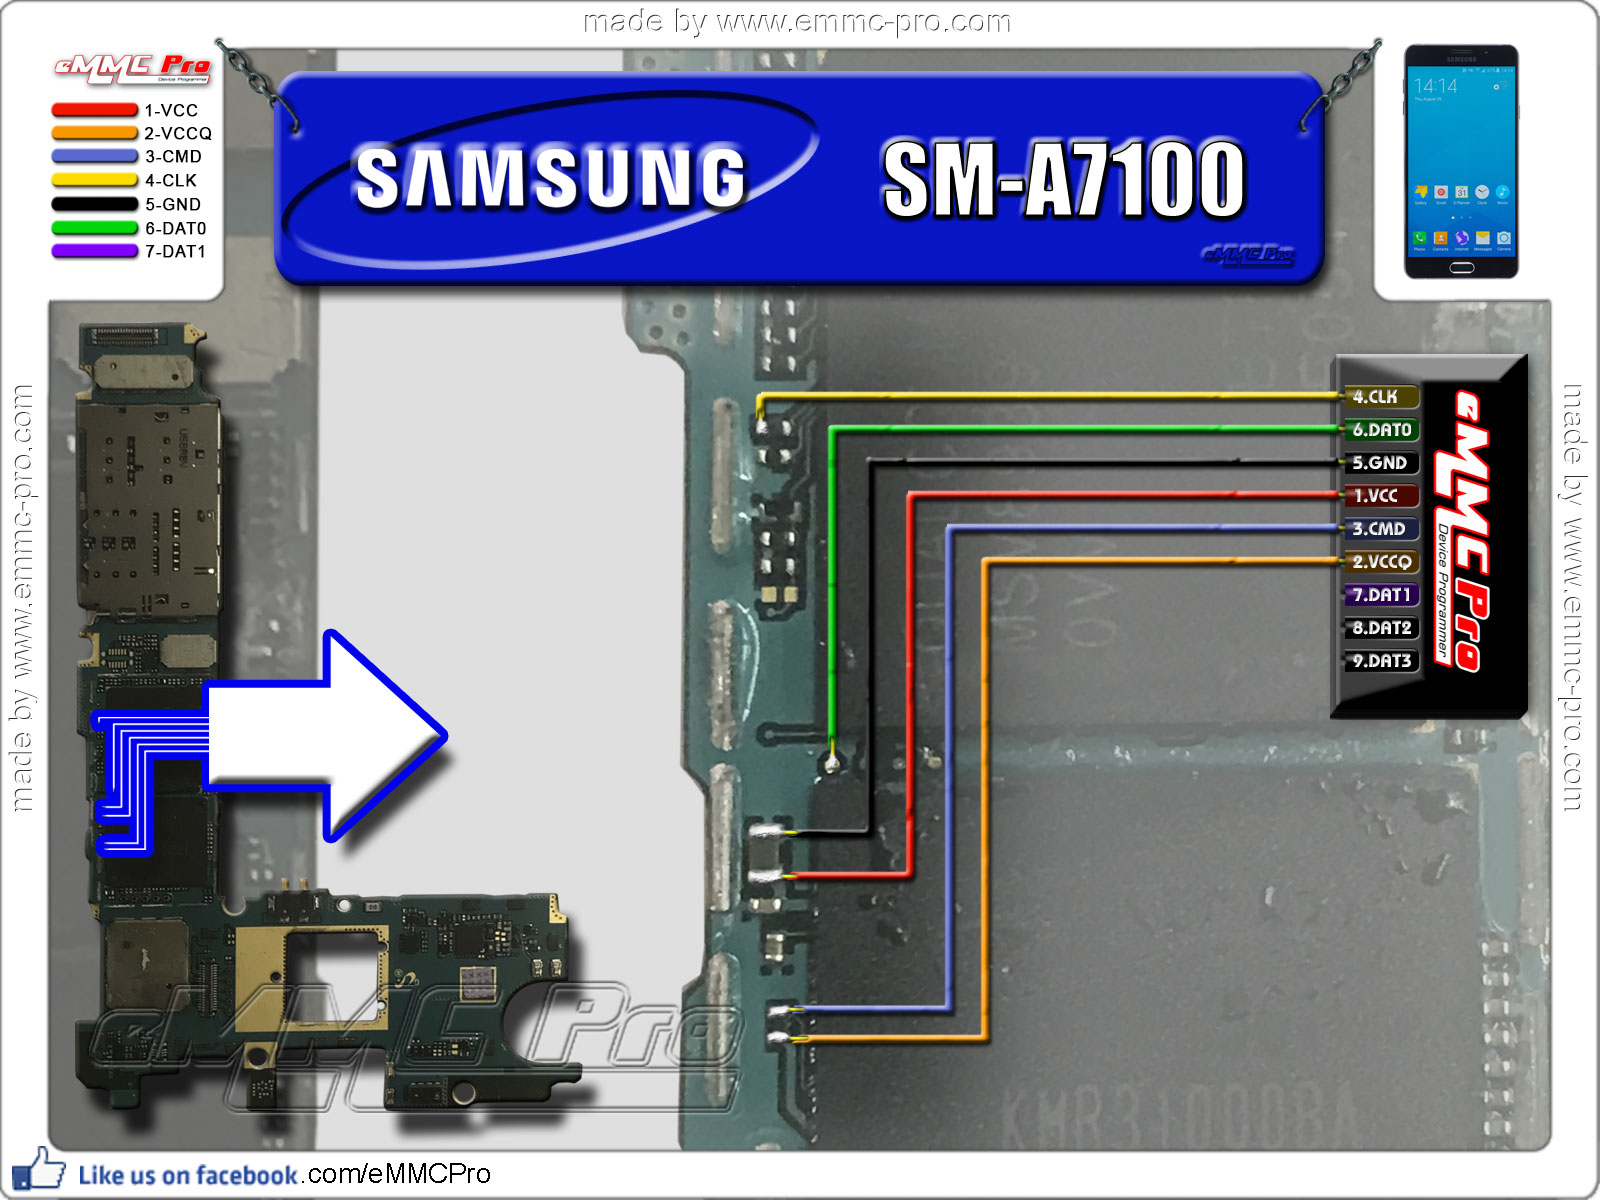 made by www.emmc-pro.com
eMMC Pro
Device Programmer
1-VCC
2-VCCQ
3-CMD
4-CLK
5-GND
6-DAT0
7-DAT1
SAMSUNG
SM-A7100
eMMC Pro
SAMSUNG
14:14
4.CLK
6.DAT0
5.GND
1.VCC
3.CMD
2.VCCQ
7.DAT1
8.DAT2
9.DAT3
eMMC Pro
Device Programmer
made by www.emmc-pro.com
made by www.emmc-pro.com
eMMC Pro
KMR31000BA
Like us on facebook.com/eMMCPro